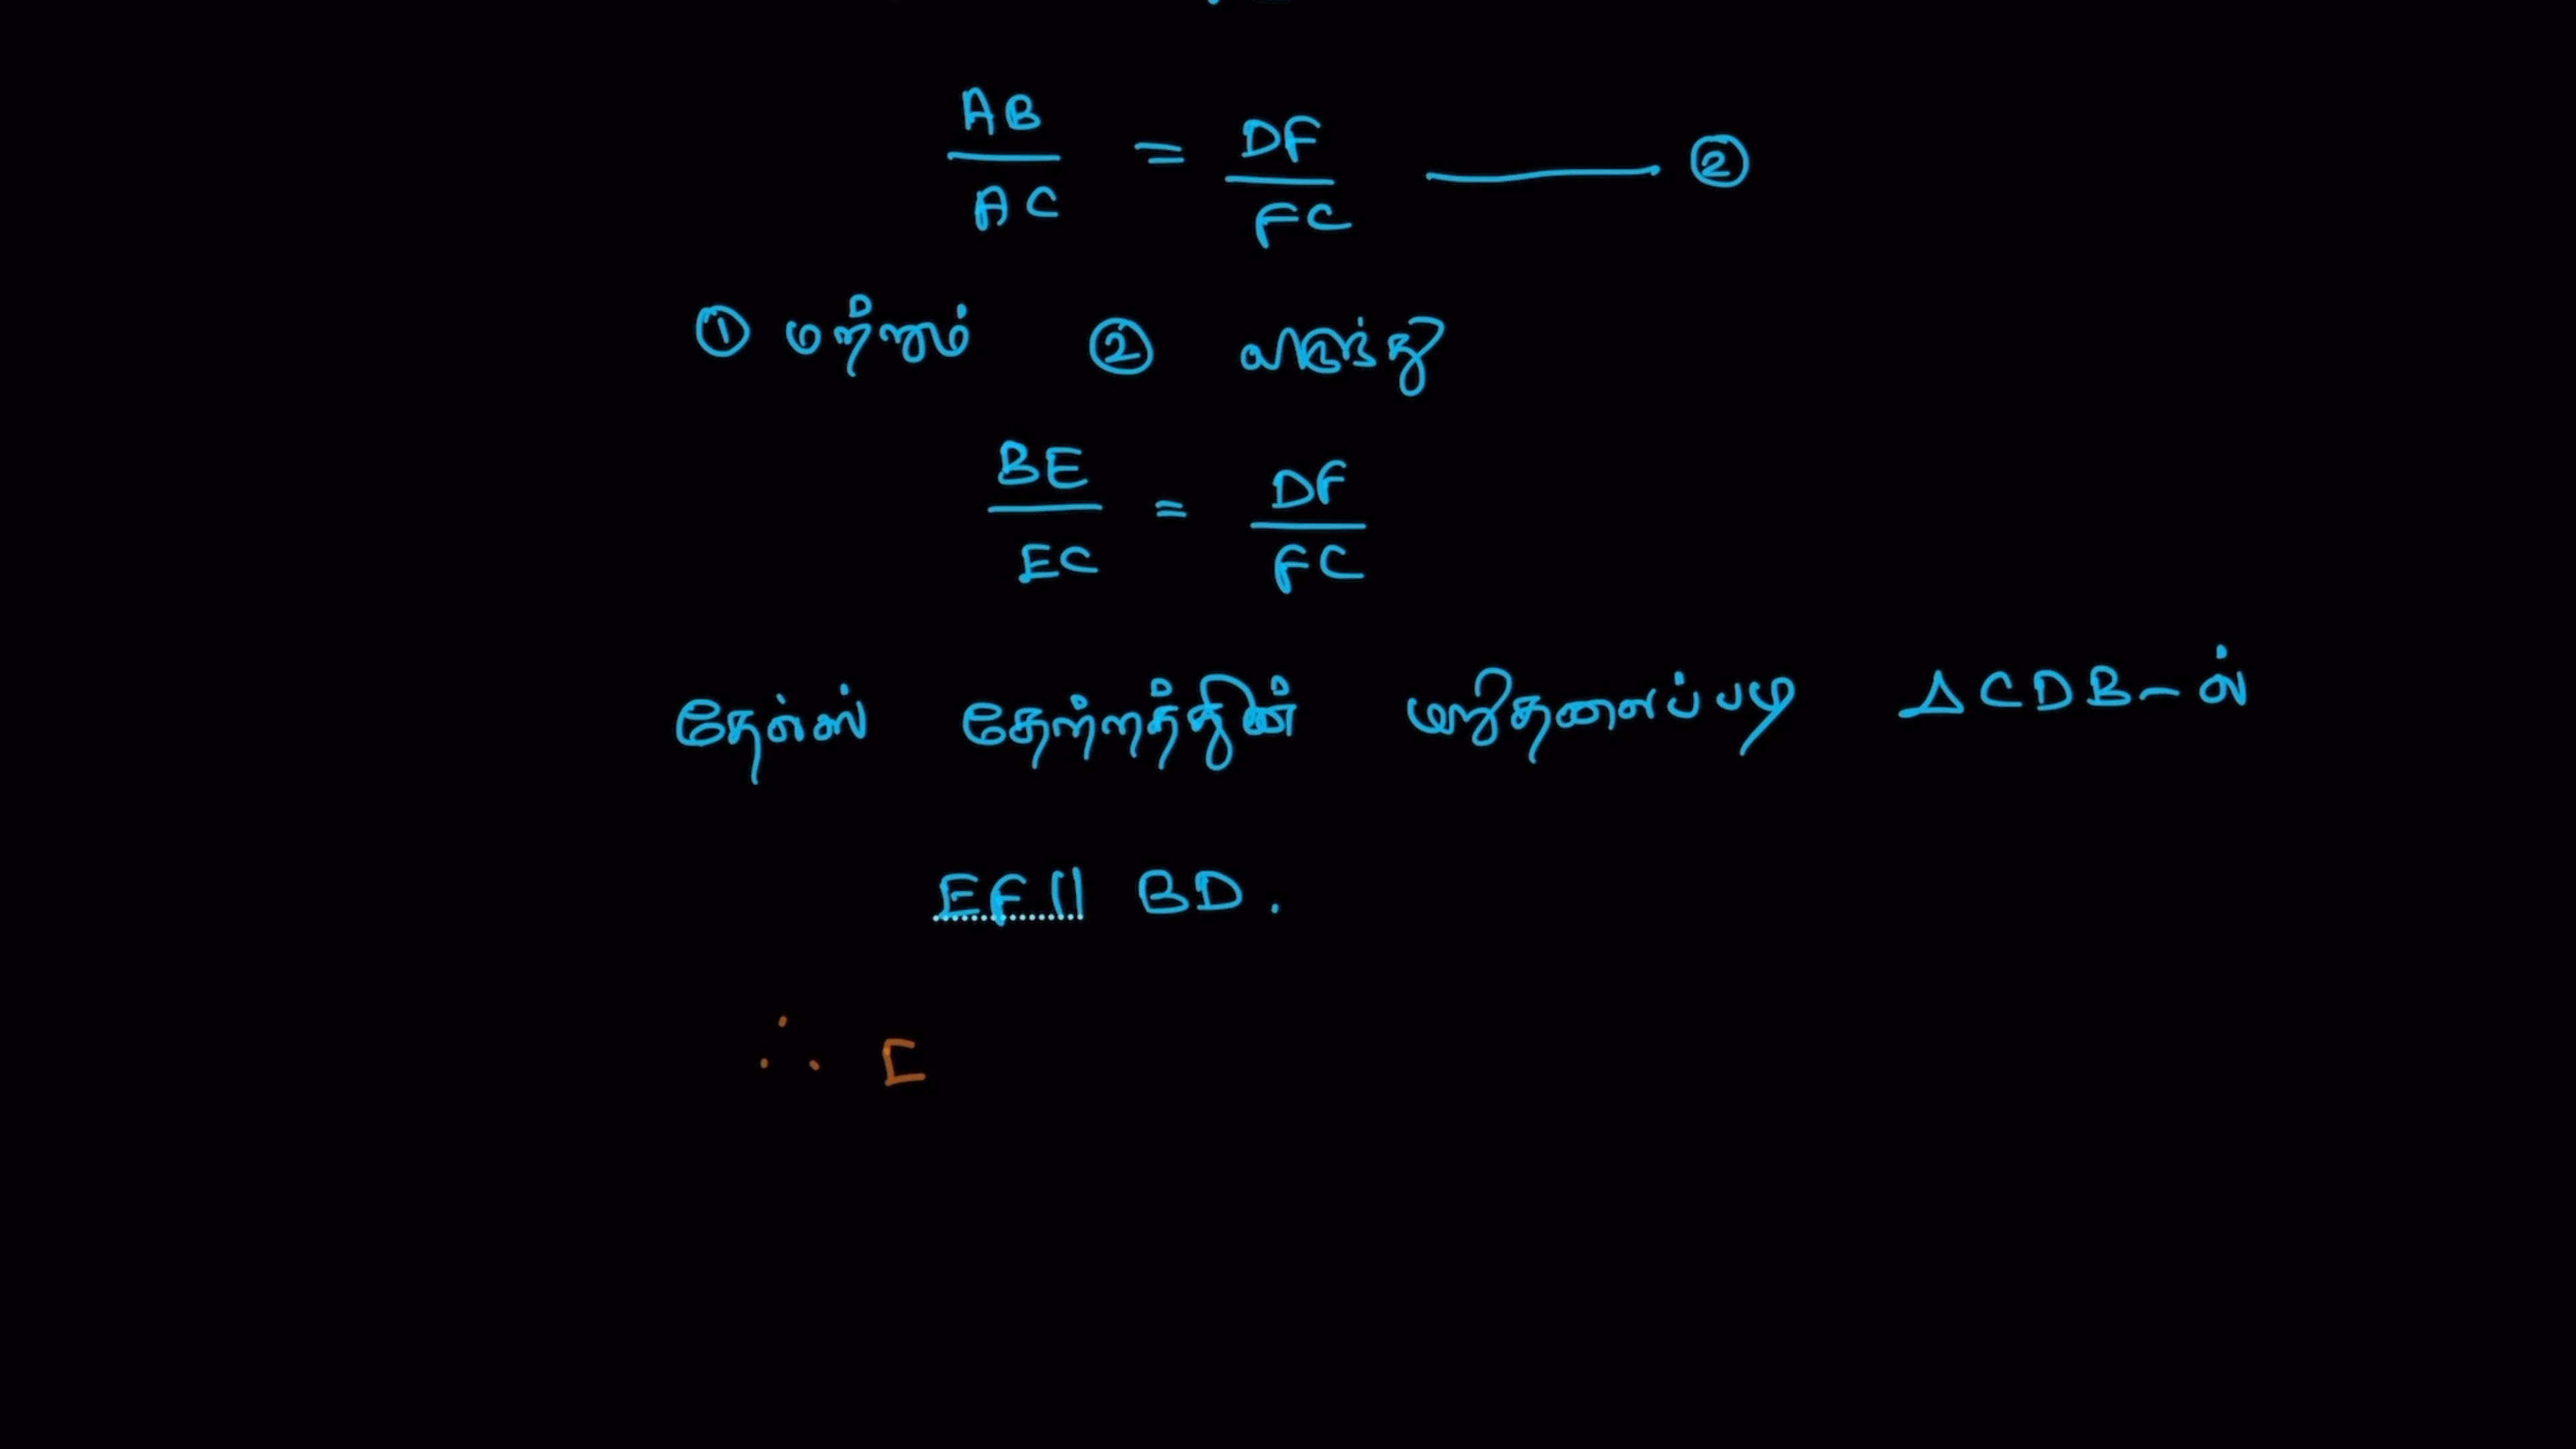 AB/AC = DF/FC ——— ②
① மற்றும் ②
BE/EC = DF/FC
தேல்ஸ் தேற்றத்தின் மறுதலைப்படி ΔCDB-ல்
EF || BD.
∴